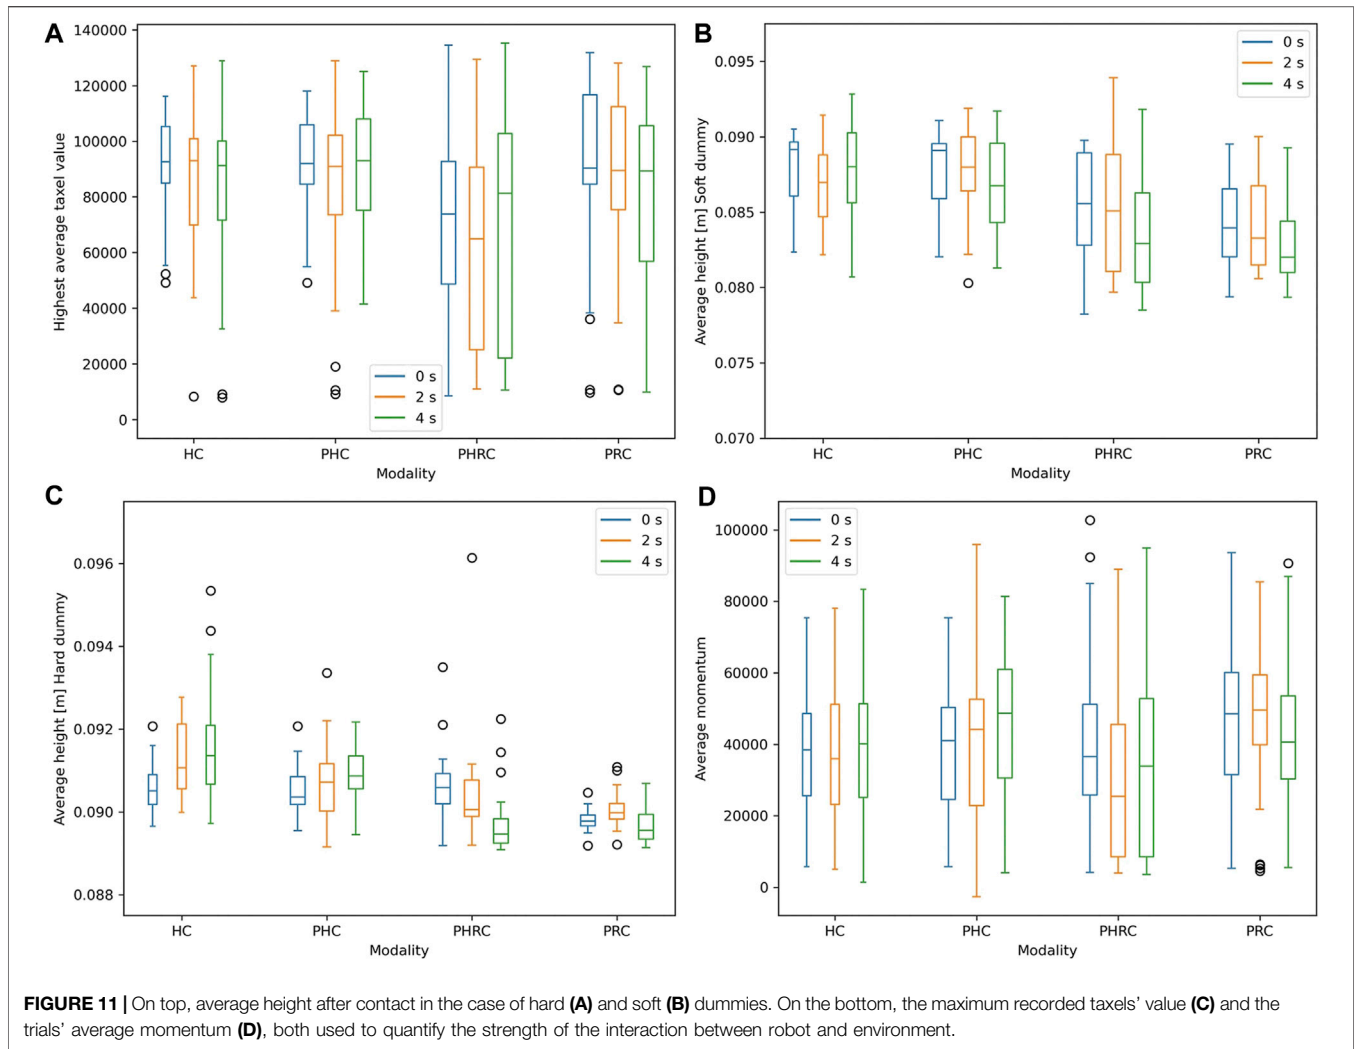 A
140000
120000
100000
80000
60000
40000
20000
0
Highest average taxel value
0 s
2 s
4 s
HC PHC PHRC PRC
Modality
B
0.095
0.090
0.085
0.080
0.075
0.070
Average height [m] Soft dummy
0 s
2 s
4 s
HC PHC PHRC PRC
Modality
C
0.096
0.094
0.092
0.090
0.088
Average height [m] Hard dummy
0 s
2 s
4 s
HC PHC PHRC PRC
Modality
D
100000
80000
60000
40000
20000
0
Average momentum
0 s
2 s
4 s
HC PHC PHRC PRC
Modality
FIGURE 11 | On top, average height after contact in the case of hard (A) and soft (B) dummies. On the bottom, the maximum recorded taxels' value (C) and the
trials' average momentum (D), both used to quantify the strength of the interaction between robot and environment.